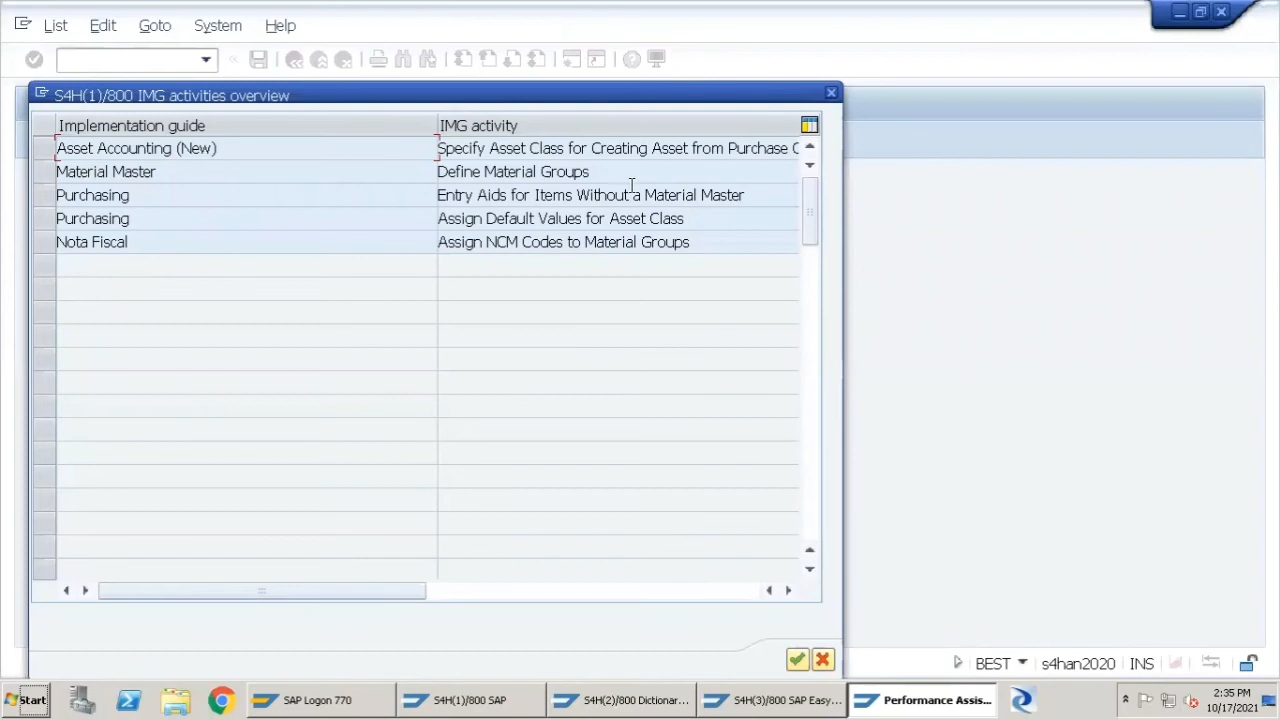 List Edit Goto System Help
S4H(1)/800 IMG activities overview
Implementation guide IMG activity
Asset Accounting (New) Specify Asset Class for Creating Asset from Purchase O
Material Master Define Material Groups
Purchasing Entry Aids for Items Without a Material Master
Purchasing Assign Default Values for Asset Class
Nota Fiscal Assign NCM Codes to Material Groups
BEST s4han2020 INS
Start SAP Logon 770 S4H(1)/800 SAP S4H(2)/800 Dictionar... S4H(3)/800 SAP Easy... Performance Assis... 2:35 PM
10/17/2021